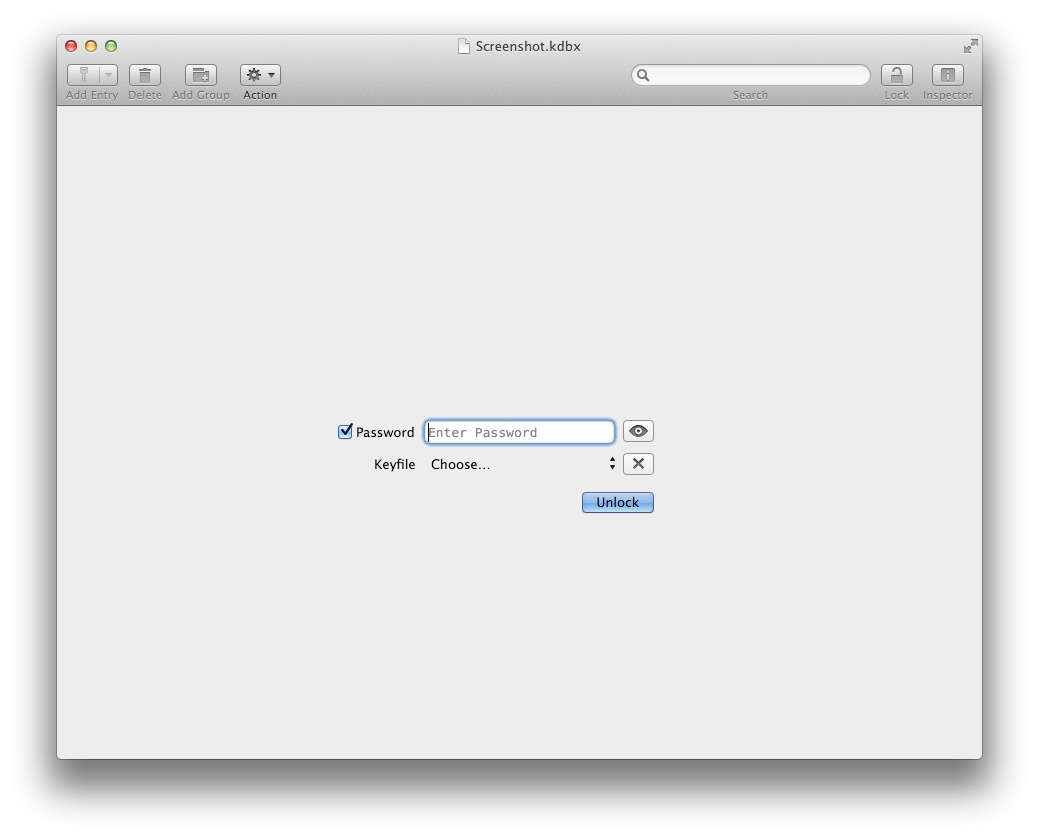 Screenshot.kdbx
Add Entry Delete Add Group Action Search Lock Inspector
Password Enter Password
Keyfile Choose...
Unlock